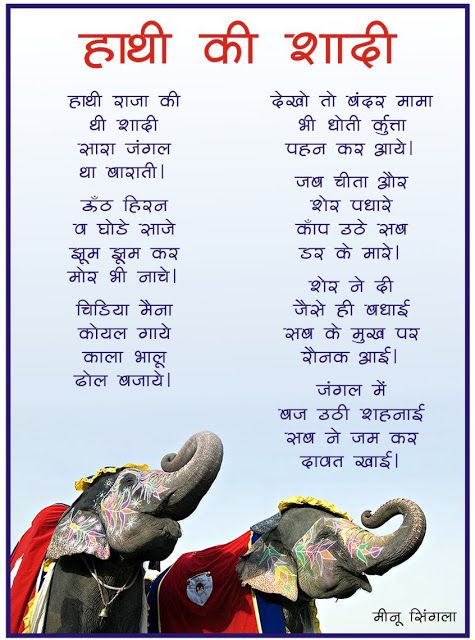 हाथी की शादी
हाथी राजा की
थी शादी
सारा जंगल
था बाराती।
ऊँठ हिरन
व घोडे साजे
झूम झूम कर
मोर भी नाचे।
चिडिया मैना
कोयल गाये
काला भालू
ढोल बजाये।
देखो तो बंदर मामा
भी धोती र्कुत्ता
पहन कर आये।
जब चीता और
शेर पधारे
काँप उठे सब
डर के मारे।
शेर ने दी
जैसे ही बधाई
सब के मुख पर
रौनक आई।
जंगल में
बज उठी शहनाई
सब ने जम कर
दावत खाई।
मीनू सिंगला